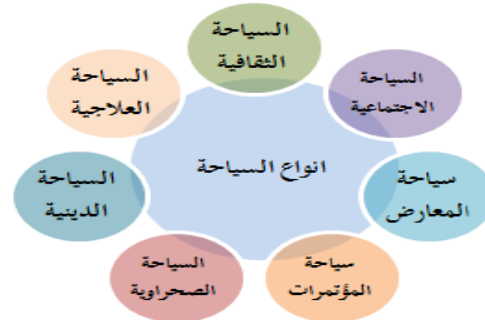 السياحة
الثقافية
السياحة
الاجتماعية
سياحة
المعارض
سياحة
المؤتمرات
السياحة
الصحراوية
السياحة
الدينية
السياحة
العلاجية
انواع السياحة